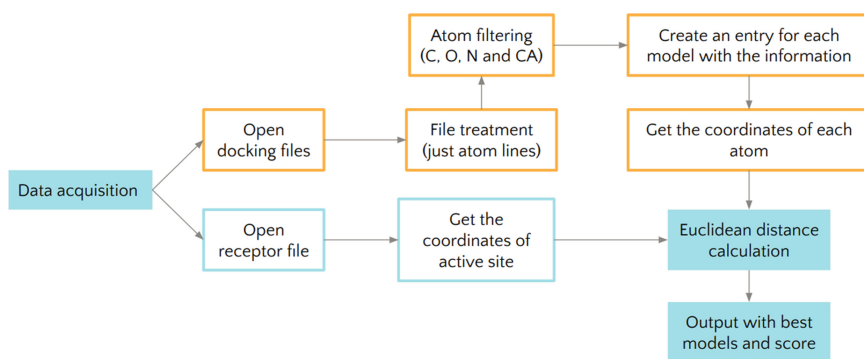 Data acquisition
Open
docking files
File treatment
(just atom lines)
Atom filtering
(C, O, N and CA)
Create an entry for each
model with the information
Get the coordinates of each
atom
Open
receptor file
Get the
coordinates of
active site
Euclidean distance
calculation
Output with best
models and score